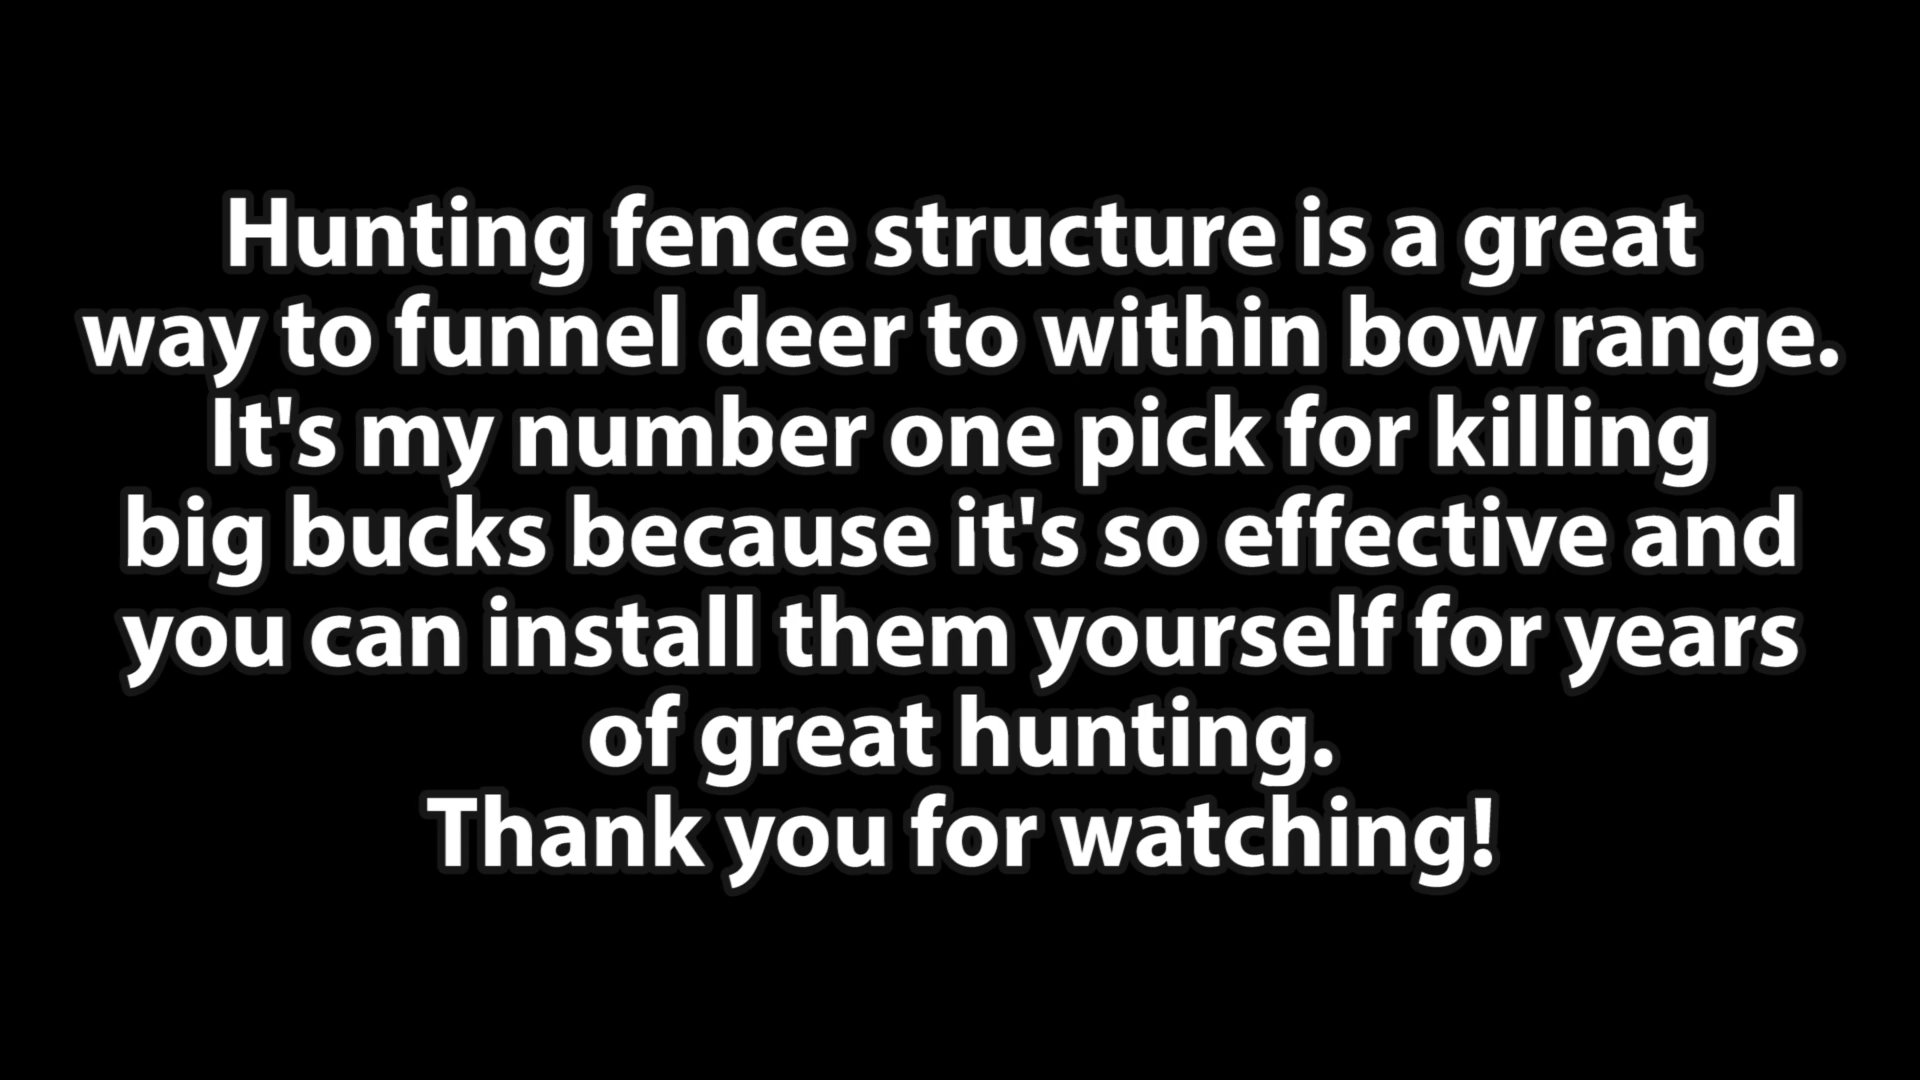 Hunting fence structure is a great
way to funnel deer to within bow range.
It's my number one pick for killing
big bucks because it's so effective and
you can install them yourself for years
of great hunting.
Thank you for watching!